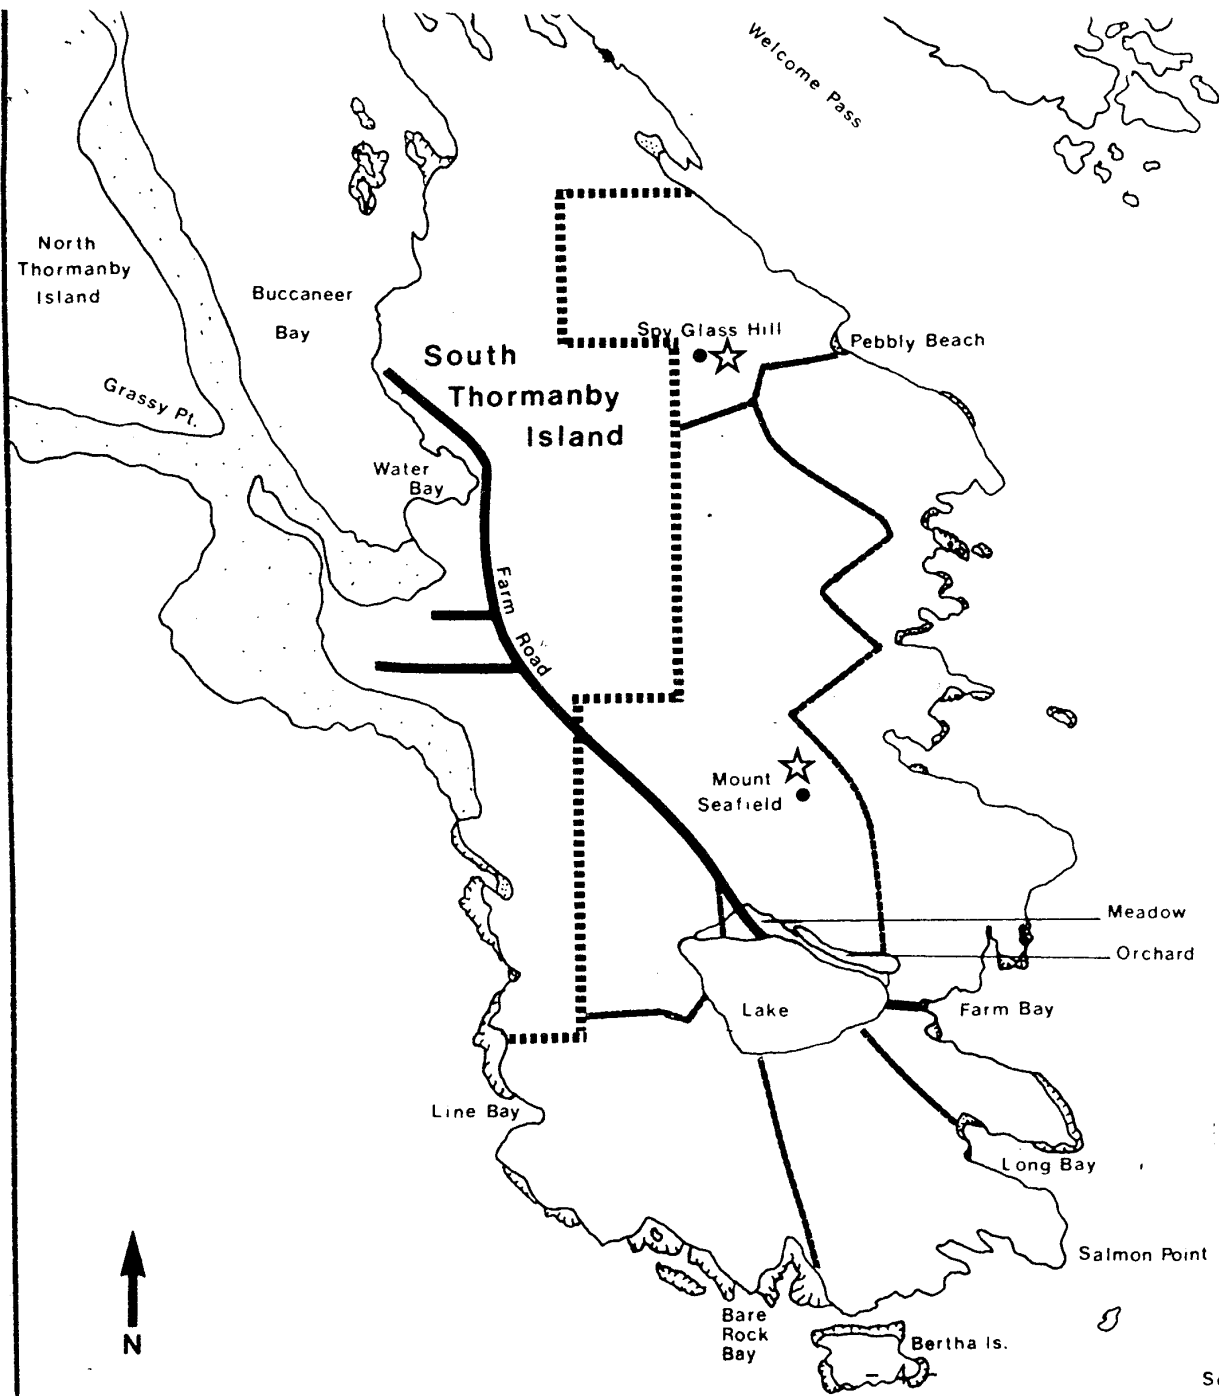 Welcome Pass
North
Thormanby
Island
Buccaneer
Bay
Spy Glass Hill
Pebbly Beach
South
Thormanby
Island
Grassy Pt.
Water
Bay
Farm Road
Mount
Seafield
Meadow
Orchard
Lake
Farm Bay
Line Bay
Long Bay
Salmon Point
N
Bare
Rock
Bay
Bertha Is.
- 4 -